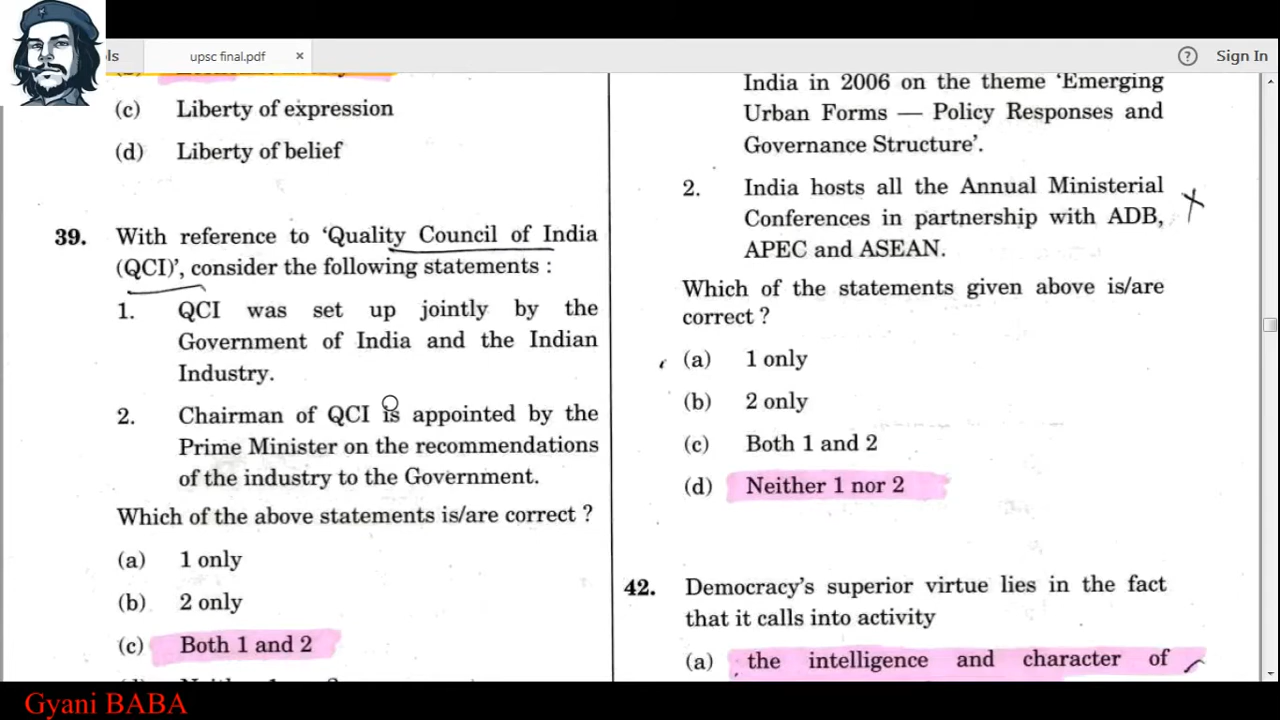 ls
upsc final.pdf
×
?
Sign In
(c) Liberty of expression
(d) Liberty of belief
39. With reference to ‘Quality Council of India
(QCI)’, consider the following statements :
1. QCI was set up jointly by the
Government of India and the Indian
Industry.
2. Chairman of QCI is appointed by the
Prime Minister on the recommendations
of the industry to the Government.
Which of the above statements is/are correct ?
(a) 1 only
(b) 2 only
(c) Both 1 and 2
India in 2006 on the theme ‘Emerging
Urban Forms — Policy Responses and
Governance Structure’.
2. India hosts all the Annual Ministerial
Conferences in partnership with ADB,
APEC and ASEAN.
Which of the statements given above is/are
correct ?
(a) 1 only
(b) 2 only
(c) Both 1 and 2
(d) Neither 1 nor 2
42. Democracy’s superior virtue lies in the fact
that it calls into activity
(a) the intelligence and character of
Gyani BABA